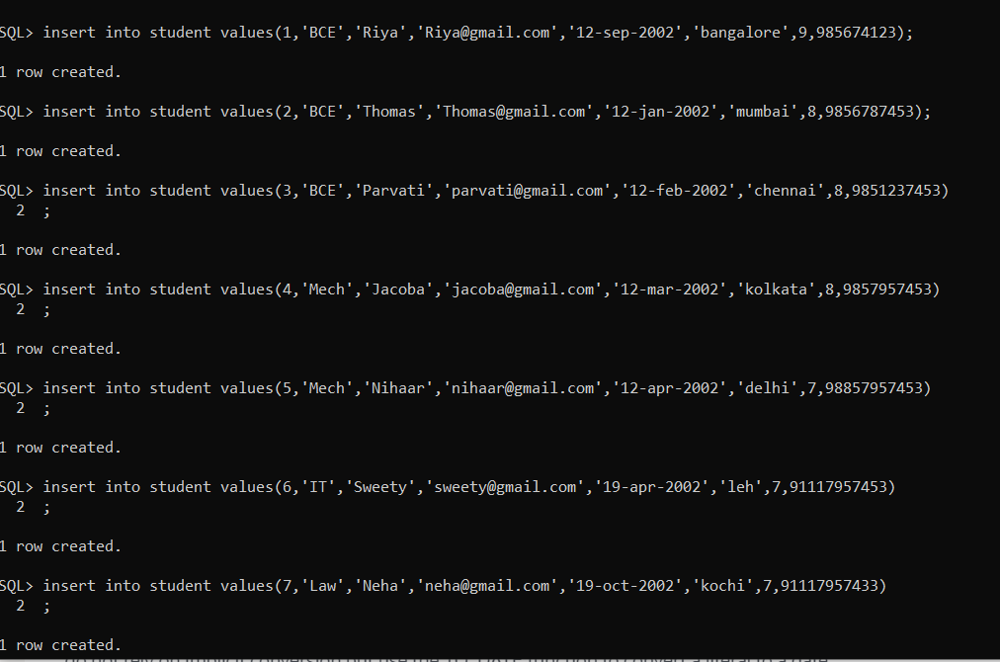 SQL> insert into student values(1,'BCE','Riya','Riya@gmail.com','12-sep-2002','bangalore',9,985674123);
1 row created.
SQL> insert into student values(2,'BCE','Thomas','Thomas@gmail.com','12-jan-2002','mumbai',8,9856787453);
1 row created.
SQL> insert into student values(3,'BCE','Parvati','parvati@gmail.com','12-feb-2002','chennai',8,9851237453)
2 ;
1 row created.
SQL> insert into student values(4,'Mech','Jacoba','jacoba@gmail.com','12-mar-2002','kolkata',8,9857957453)
2 ;
1 row created.
SQL> insert into student values(5,'Mech','Nihaar','nihaar@gmail.com','12-apr-2002','delhi',7,98857957453)
2 ;
1 row created.
SQL> insert into student values(6,'IT','Sweety','sweety@gmail.com','19-apr-2002','leh',7,91117957453)
2 ;
1 row created.
SQL> insert into student values(7,'Law','Neha','neha@gmail.com','19-oct-2002','kochi',7,91117957433)
2 ;
1 row created.